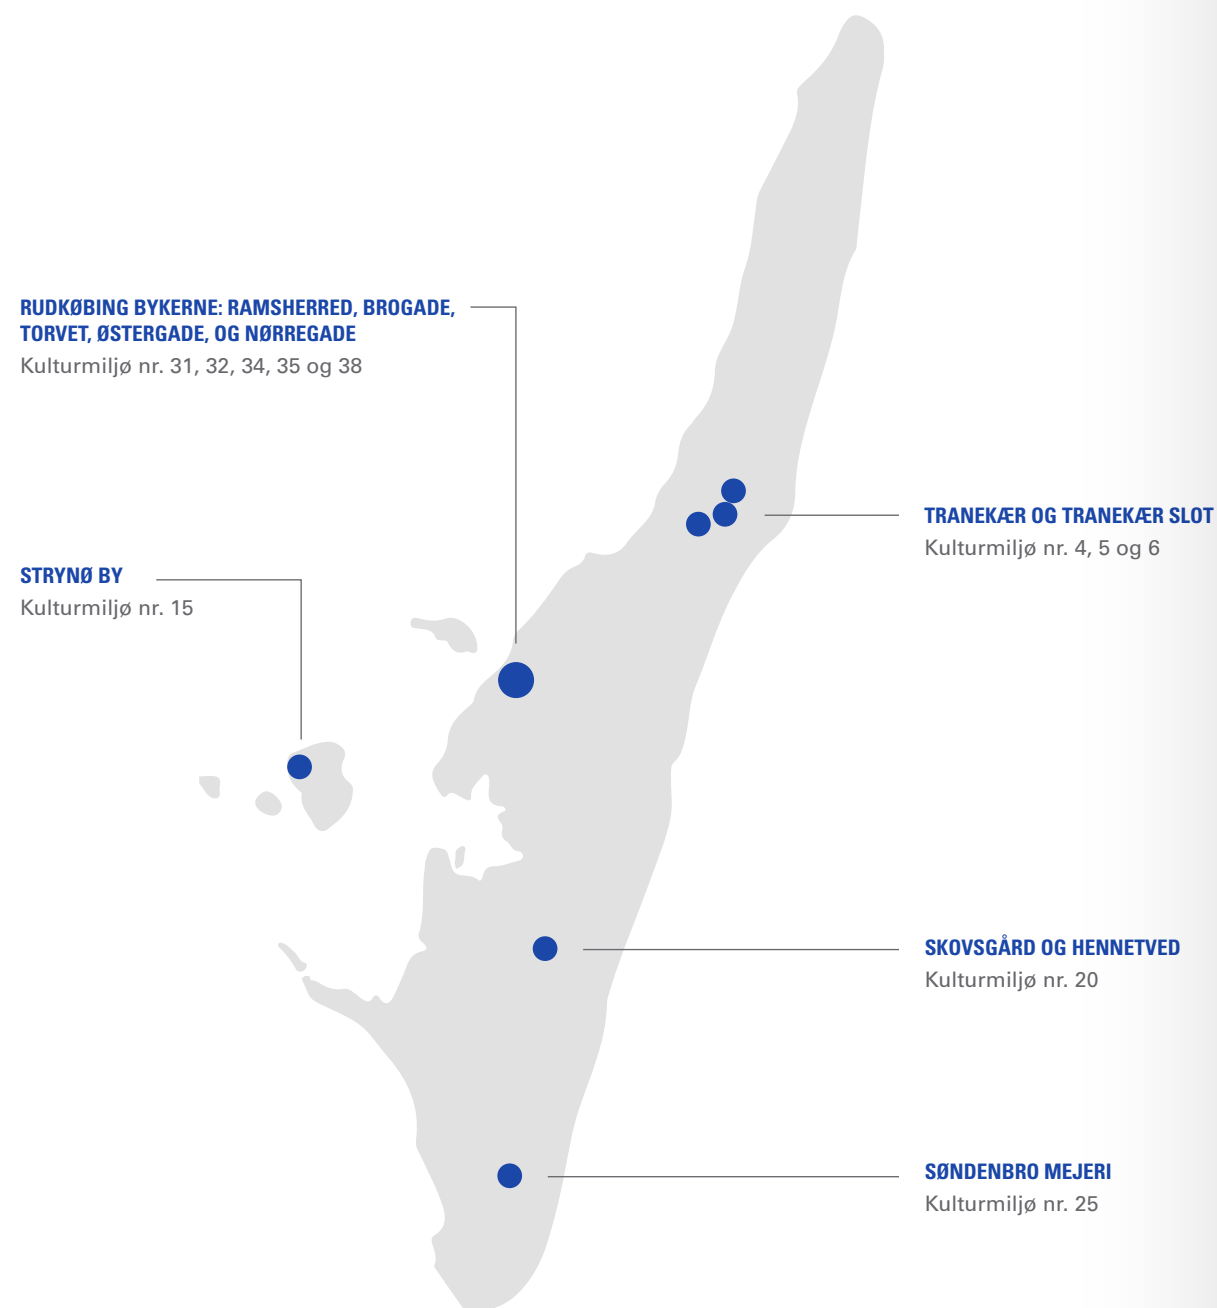 RUDKØBING BYKERNE: RAMSHERRED, BROGADE,
TORVET, ØSTERGADE, OG NØRREGADE
Kulturmiljø nr. 31, 32, 34, 35 og 38
TRANEKÆR OG TRANEKÆR SLOT
Kulturmiljø nr. 4, 5 og 6
STRYNØ BY
Kulturmiljø nr. 15
SKOVSGÅRD OG HENNETVED
Kulturmiljø nr. 20
SØNDENBRO MEJERI
Kulturmiljø nr. 25